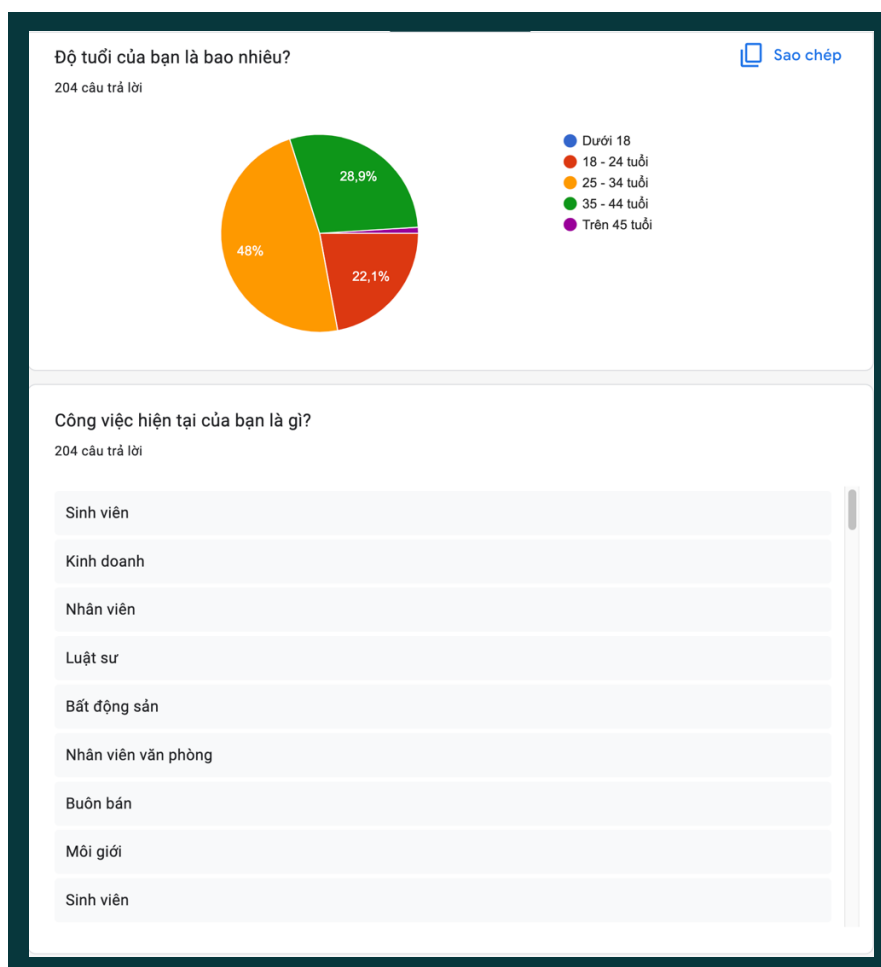 Độ tuổi của bạn là bao nhiêu?
Sao chép
204 câu trả lời
Dưới 18
18 - 24 tuổi
25 - 34 tuổi
35 - 44 tuổi
Trên 45 tuổi
28,9%
48%
22,1%
Công việc hiện tại của bạn là gì?
204 câu trả lời
Sinh viên
Kinh doanh
Nhân viên
Luật sư
Bất động sản
Nhân viên văn phòng
Buôn bán
Môi giới
Sinh viên